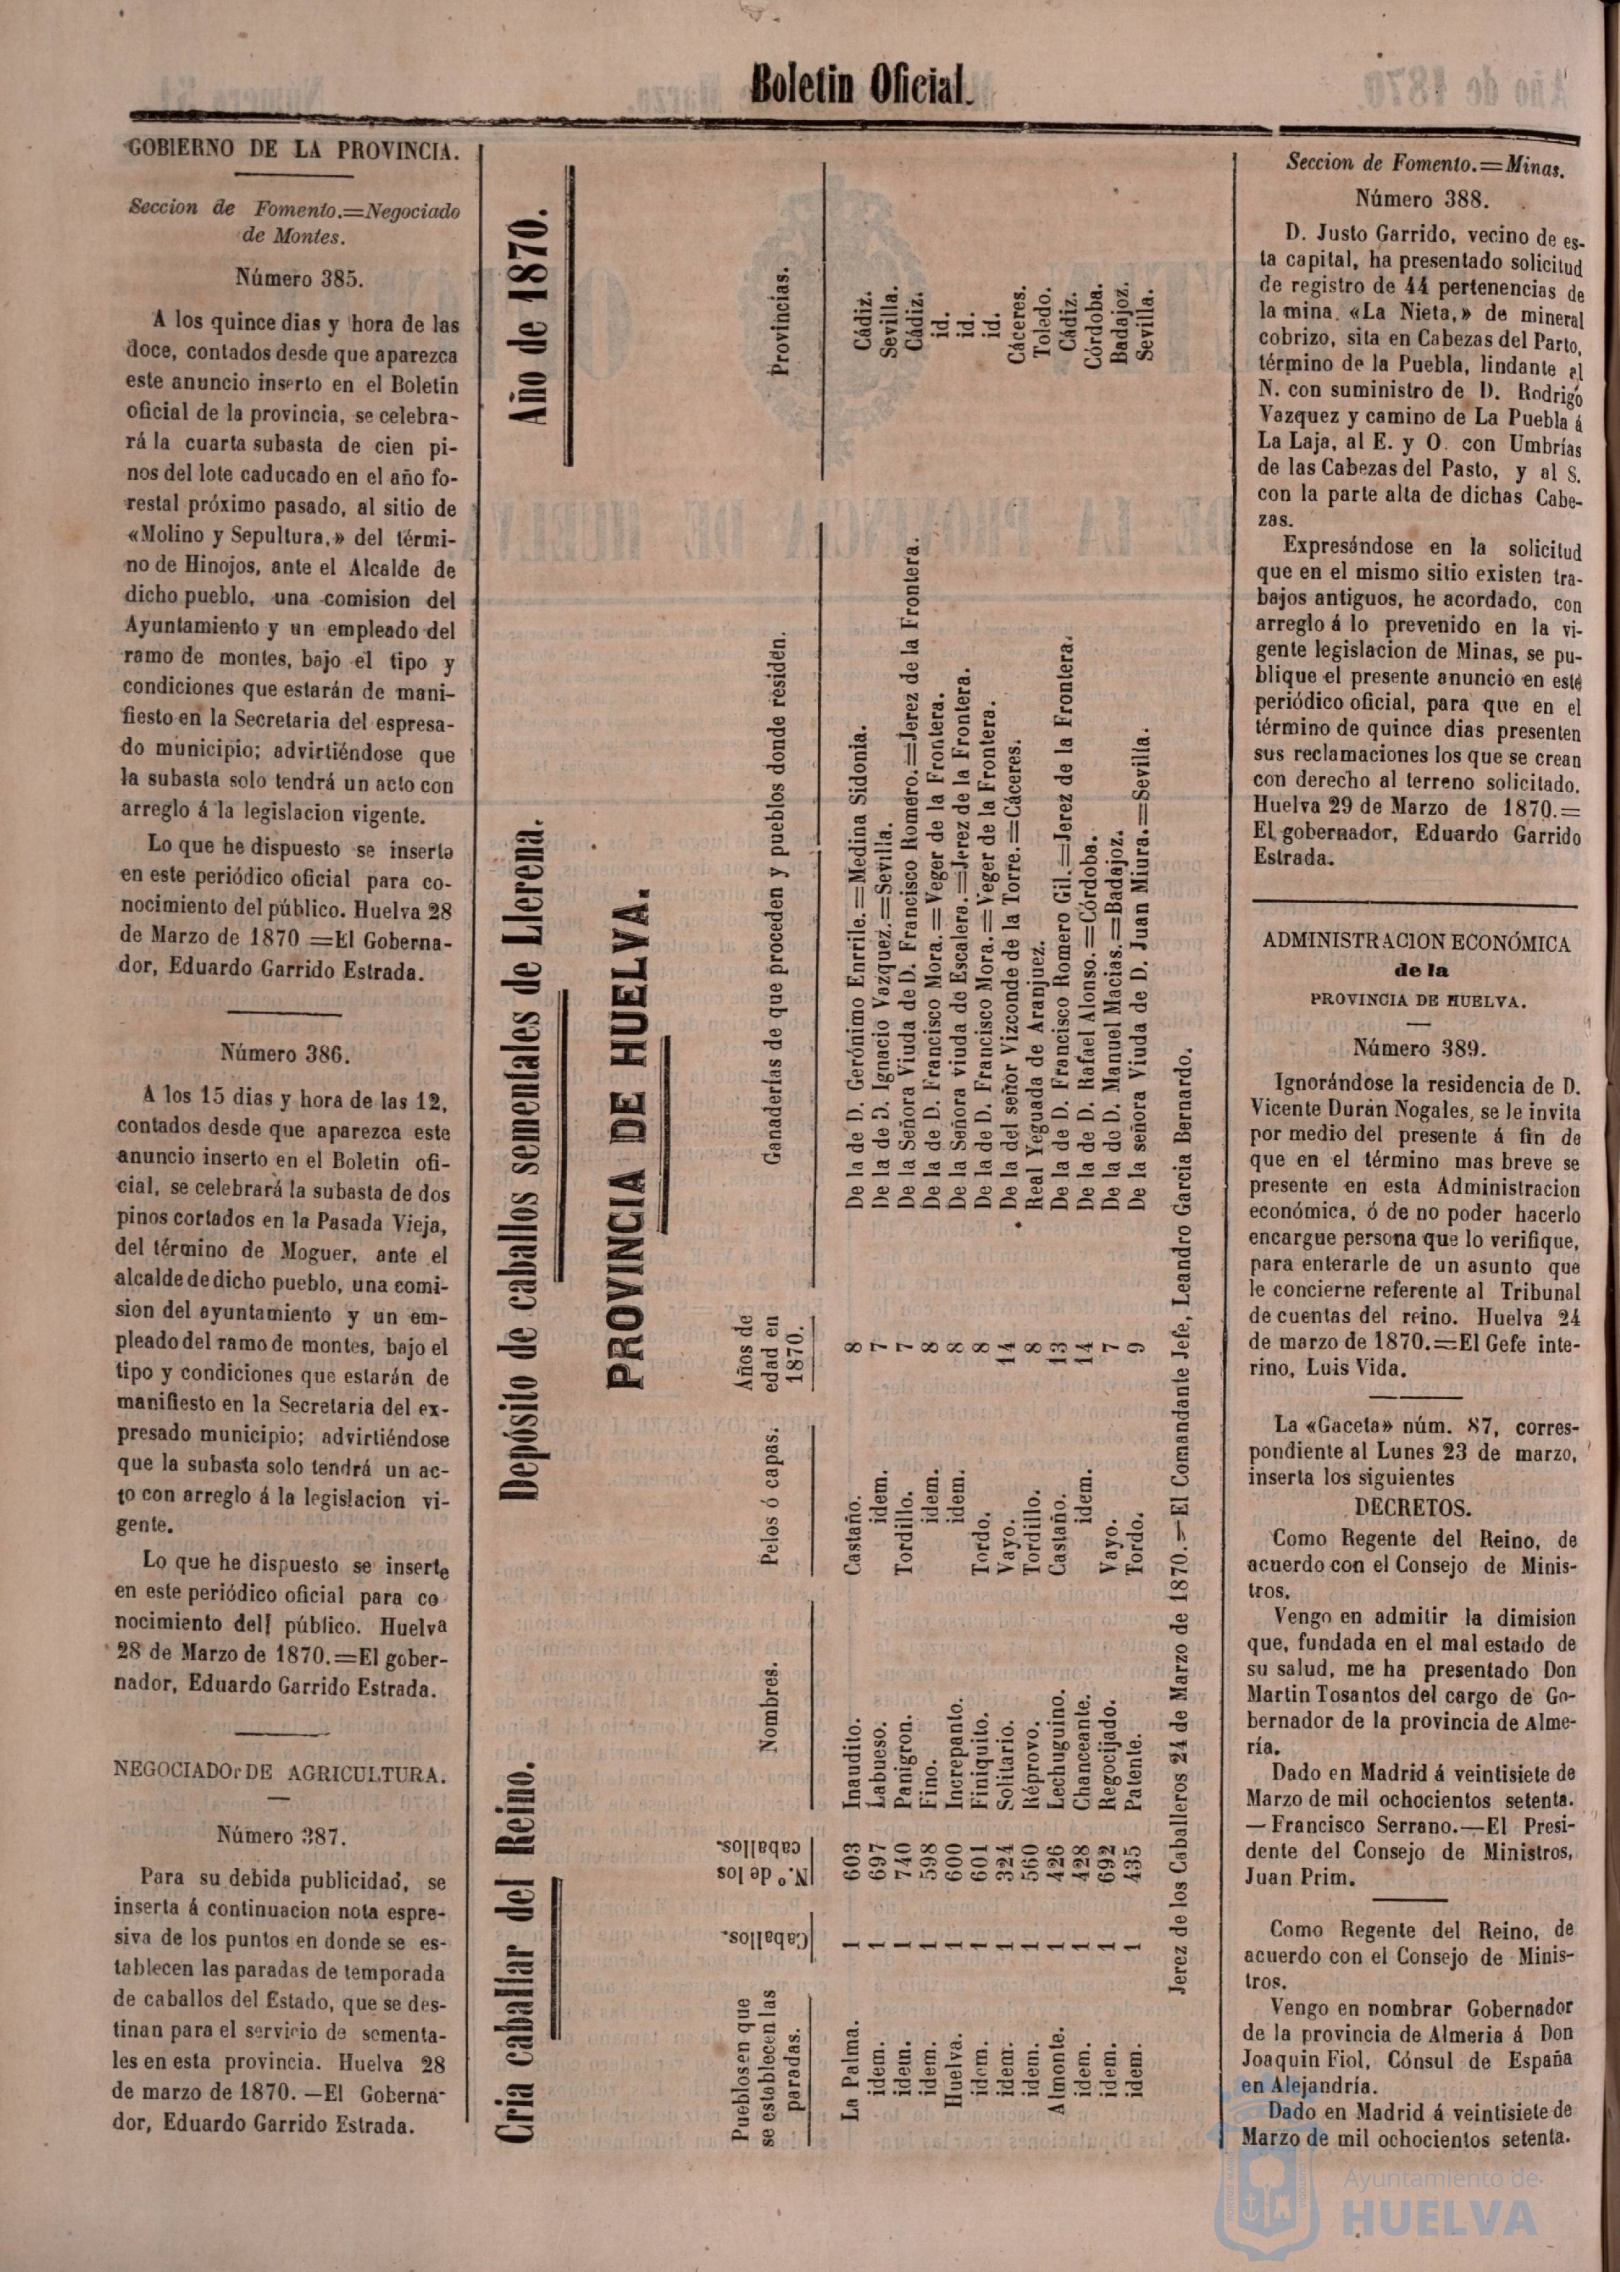 Boletin Oficial.
GOBIERNO DE LA PROVINCIA.
Seccion de Fomento.=Negociado
de Montes.
Número 385.
A los quince dias y hora de las
doce, contados desde que aparezca
este anuncio inserto en el Boletin
oficial de la provincia, se celebra-
rá la cuarta subasta de cien pi-
nos del lote caducado en el año fo-
restal próximo pasado, al sitio de
«Molino y Sepultura,» del térmi-
no de Hinojos, ante el Alcalde de
dicho pueblo, una comision del
Ayuntamiento y un empleado del
ramo de montes, bajo el tipo y
condiciones que estarán de mani-
fiesto en la Secretaria del espresa-
do municipio; advirtiéndose que
la subasta solo tendrá un acto con
arreglo á la legislacion vigente.
Lo que he dispuesto se inserte
en este periódico oficial para co-
nocimiento del público. Huelva 28
de Marzo de 1870 =El Goberna-
dor, Eduardo Garrido Estrada.
Número 386.
A los 15 dias y hora de las 12,
contados desde que aparezca este
anuncio inserto en el Boletin ofi-
cial, se celebrará la subasta de dos
pinos cortados en la Pasada Vieja,
del término de Moguer, ante el
alcalde de dicho pueblo, una comi-
sion del ayuntamiento y un em-
pleado del ramo de montes, bajo el
tipo y condiciones que estarán de
manifiesto en la Secretaria del ex-
presado municipio; advirtiéndose
que la subasta solo tendrá un ac-
to con arreglo á la legislacion vi-
gente.
Lo que he dispuesto se inserte
en este periódico oficial para co
nocimiento del público. Huelva
28 de Marzo de 1870.=El gober-
nador, Eduardo Garrido Estrada.
NEGOCIADO DE AGRICULTURA.
Número 387.
Para su debida publicidad, se
inserta á continuacion nota espre-
siva de los puntos en donde se es-
tablecen las paradas de temporada
de caballos del Estado, que se des-
tinan para el servicio de sementa-
les en esta provincia. Huelva 28
de marzo de 1870. —El Goberna-
dor, Eduardo Garrido Estrada.
Cria caballar del Reino. Depósito de caballos sementales de Llerena. Año de 1870.
PROVINCIA DE HUELVA.
Pueblos en que se establecen las paradas. Caballos. N.º de los caballos. Nombres. Pelos ó capas. Años de edad en 1870. Ganaderías de que proceden y pueblos donde residen. Provincias.
La Palma. 1 603 Inaudito. Castaño. 8 De la de D. Gerónimo Enrrile.=Medina Sidonia. Cádiz.
idem. 1 697 Labueso. idem. 7 De la de D. Ignacio Vazquez.=Sevilla. Sevilla.
idem. 1 740 Panigron. Tordillo. 7 De la Señora Viuda de D. Francisco Romero.=Jerez de la Frontera. Cádiz.
idem. 1 598 Fino. idem. 8 De la de D. Francisco Mora.=Veger de la Frontera. id.
Huelva. 1 600 Increpanto. idem. 8 De la Señora viuda de Escalera.=Jerez de la Frontera. id.
idem. 1 601 Finiquito. Tordo. 8 De la de D. Francisco Mora.=Veger de la Frontera. id.
idem. 1 324 Solitario. Vayo. 14 De la del señor Vizconde de la Torre.=Cáceres. Cáceres.
idem. 1 560 Réprovo. Tordillo. 8 Real Yeguada de Aranjuez. Toledo.
Almonte. 1 426 Lechuguino. Castaño. 13 De la de D. Francisco Romero Gil.=Jerez de la Frontera. Cádiz.
idem. 1 428 Chanceante. idem. 14 De la de D. Rafael Alonso.=Córdoba. Córdoba.
idem. 1 692 Regocijado. Vayo. 7 De la de D. Manuel Macias.=Badajoz. Badajoz.
idem. 1 435 Patente. Tordo. 9 De la señora Viuda de D. Juan Miura.=Sevilla. Sevilla.
Jerez de los Caballeros 24 de Marzo de 1870.—El Comandante Jefe, Leandro Garcia Bernardo.
Seccion de Fomento.=Minas.
Número 388.
D. Justo Garrido, vecino de es-
ta capital, ha presentado solicitud
de registro de 44 pertenencias de
la mina «La Nieta,» de mineral
cobrizo, sita en Cabezas del Parto,
término de la Puebla, lindante el
N. con suministro de D. Rodrigo
Vazquez y camino de La Puebla á
La Laja, al E. y O. con Umbrías
de las Cabezas del Pasto, y al S.
con la parte alta de dichas Cabe-
zas.
Expresándose en la solicitud
que en el mismo sitio existen tra-
bajos antiguos, he acordado, con
arreglo á lo prevenido en la vi-
gente legislacion de Minas, se pu-
blique el presente anuncio en este
periódico oficial, para que en el
término de quince dias presenten
sus reclamaciones los que se crean
con derecho al terreno solicitado.
Huelva 29 de Marzo de 1870.=
El gobernador, Eduardo Garrido
Estrada.
ADMINISTRACION ECONÓMICA
de la
PROVINCIA DE HUELVA.
Número 389.
Ignorándose la residencia de D.
Vicente Durán Nogales, se le invita
por medio del presente á fin de
que en el término mas breve se
presente en esta Administracion
económica, ó de no poder hacerlo
encargue persona que lo verifique,
para enterarle de un asunto que
le concierne referente al Tribunal
de cuentas del reino. Huelva 24
de marzo de 1870.=El Gefe inte-
rino, Luis Vida.
La «Gaceta» núm. 87, corres-
pondiente al Lunes 23 de marzo,
inserta los siguientes
DECRETOS.
Como Regente del Reino, de
acuerdo con el Consejo de Minis-
tros,
Vengo en admitir la dimision
que, fundada en el mal estado de
su salud, me ha presentado Don
Martin Tosantos del cargo de Go-
bernador de la provincia de Alme-
ría.
Dado en Madrid á veintisiete de
Marzo de mil ochocientos setenta.
—Francisco Serrano.—El Presi-
dente del Consejo de Ministros,
Juan Prim.
Como Regente del Reino, de
acuerdo con el Consejo de Minis-
tros.
Vengo en nombrar Gobernador
de la provincia de Almeria á Don
Joaquin Fiol, Cónsul de España
en Alejandría.
Dado en Madrid á veintisiete de
Marzo de mil ochocientos setenta.
Ayuntamiento de
HUELVA